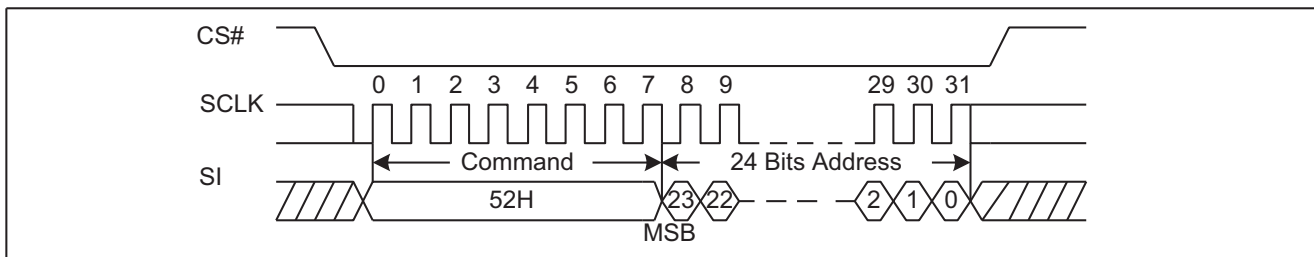 CS#
0 1 2 3 4 5 6 7 8 9 29 30 31
SCLK
Command 24 Bits Address
SI
52H 23 22 2 1 0
MSB